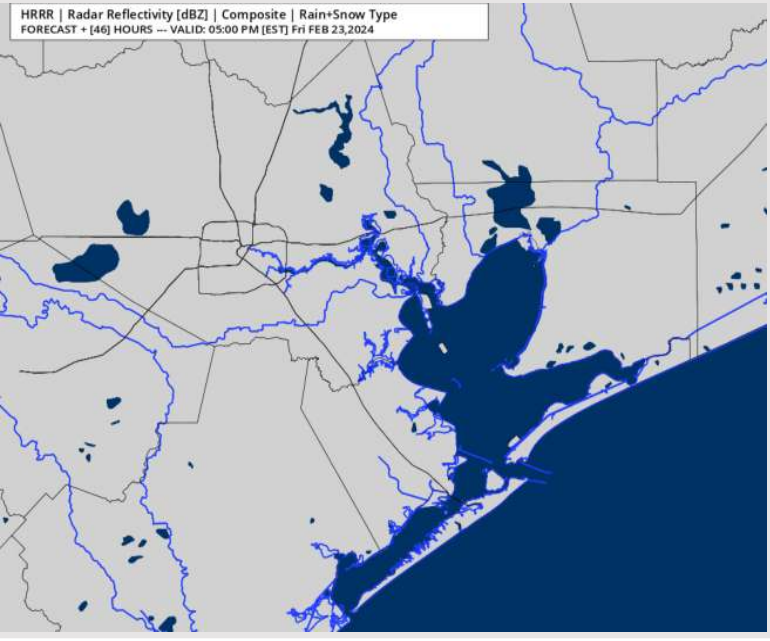 HRRR | Radar Reflectivity [dBZ] | Composite | Rain+Snow Type
FORECAST + [46] HOURS --- VALID: 05:00 PM [EST] Fri FEB 23,2024